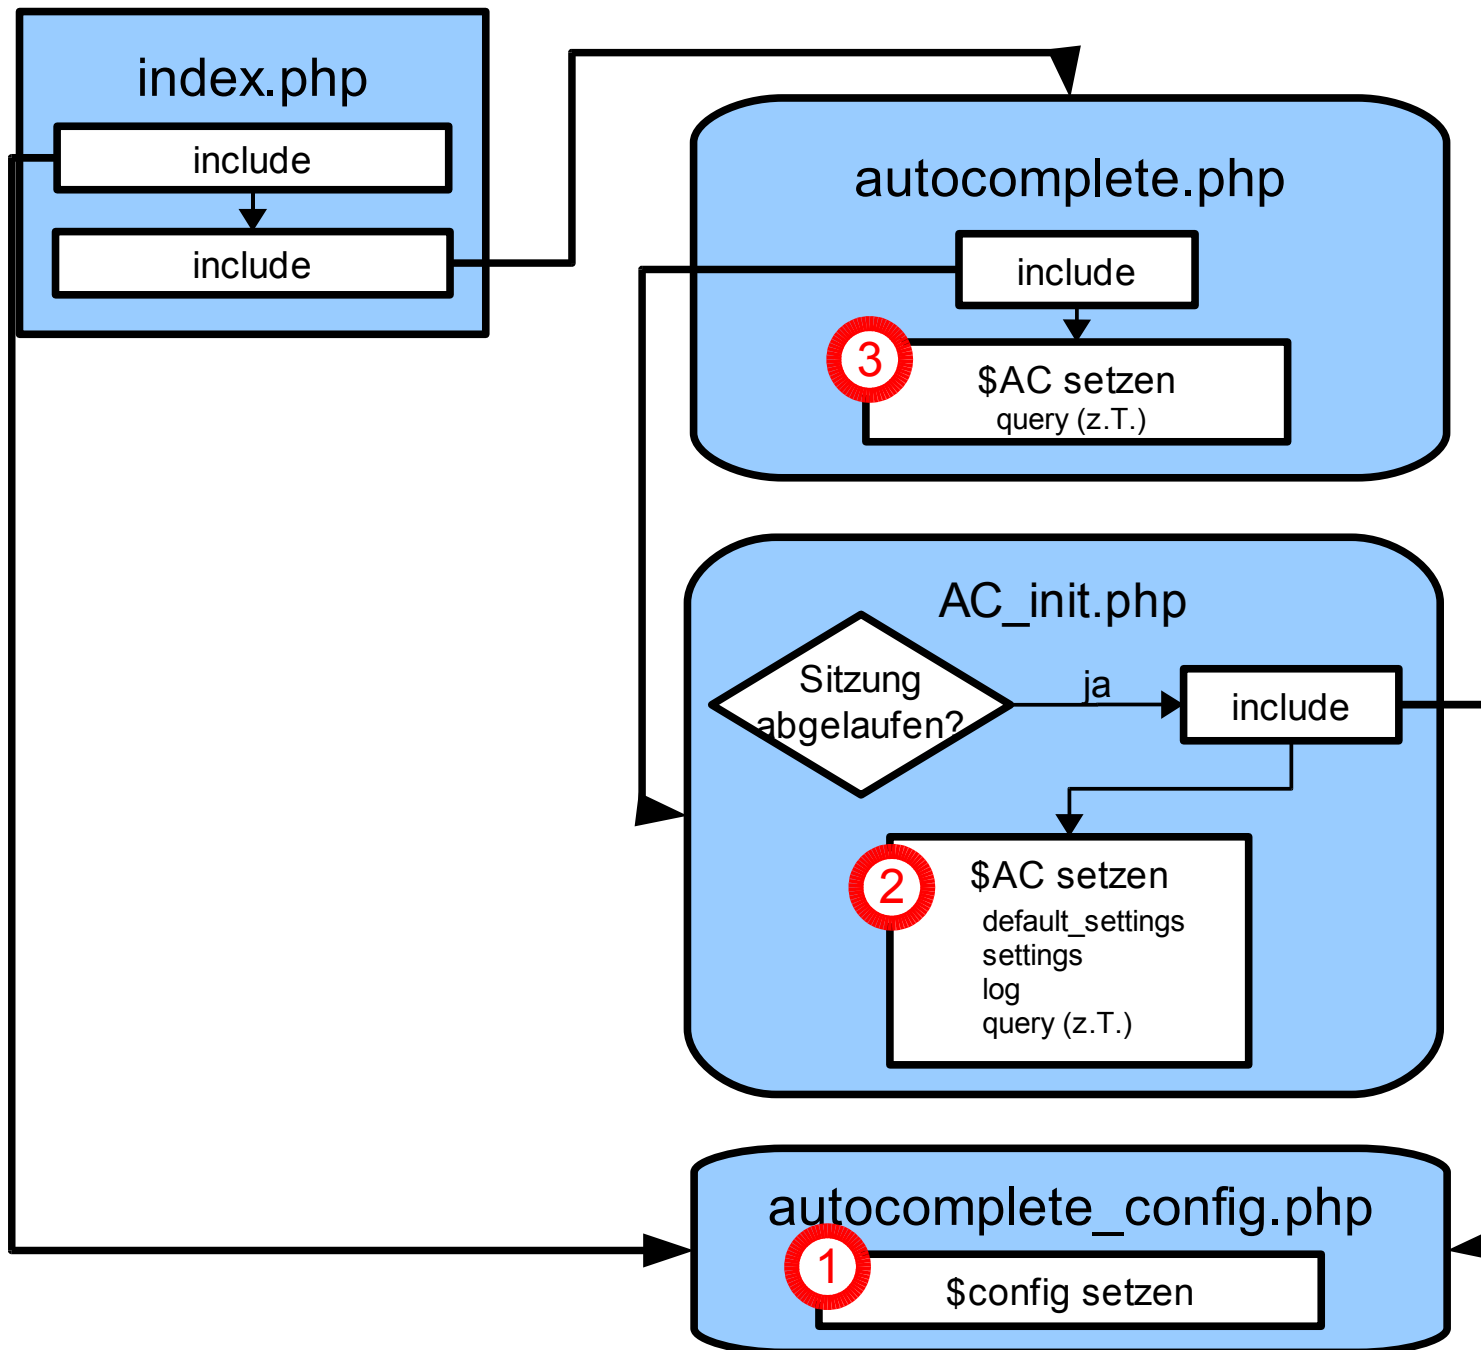 index.php
include
include
autocomplete.php
include
3
$AC setzen
query (z.T.)
AC_init.php
Sitzung
abgelaufen?
ja
include
2
$AC setzen
default_settings
settings
log
query (z.T.)
autocomplete_config.php
1
$config setzen